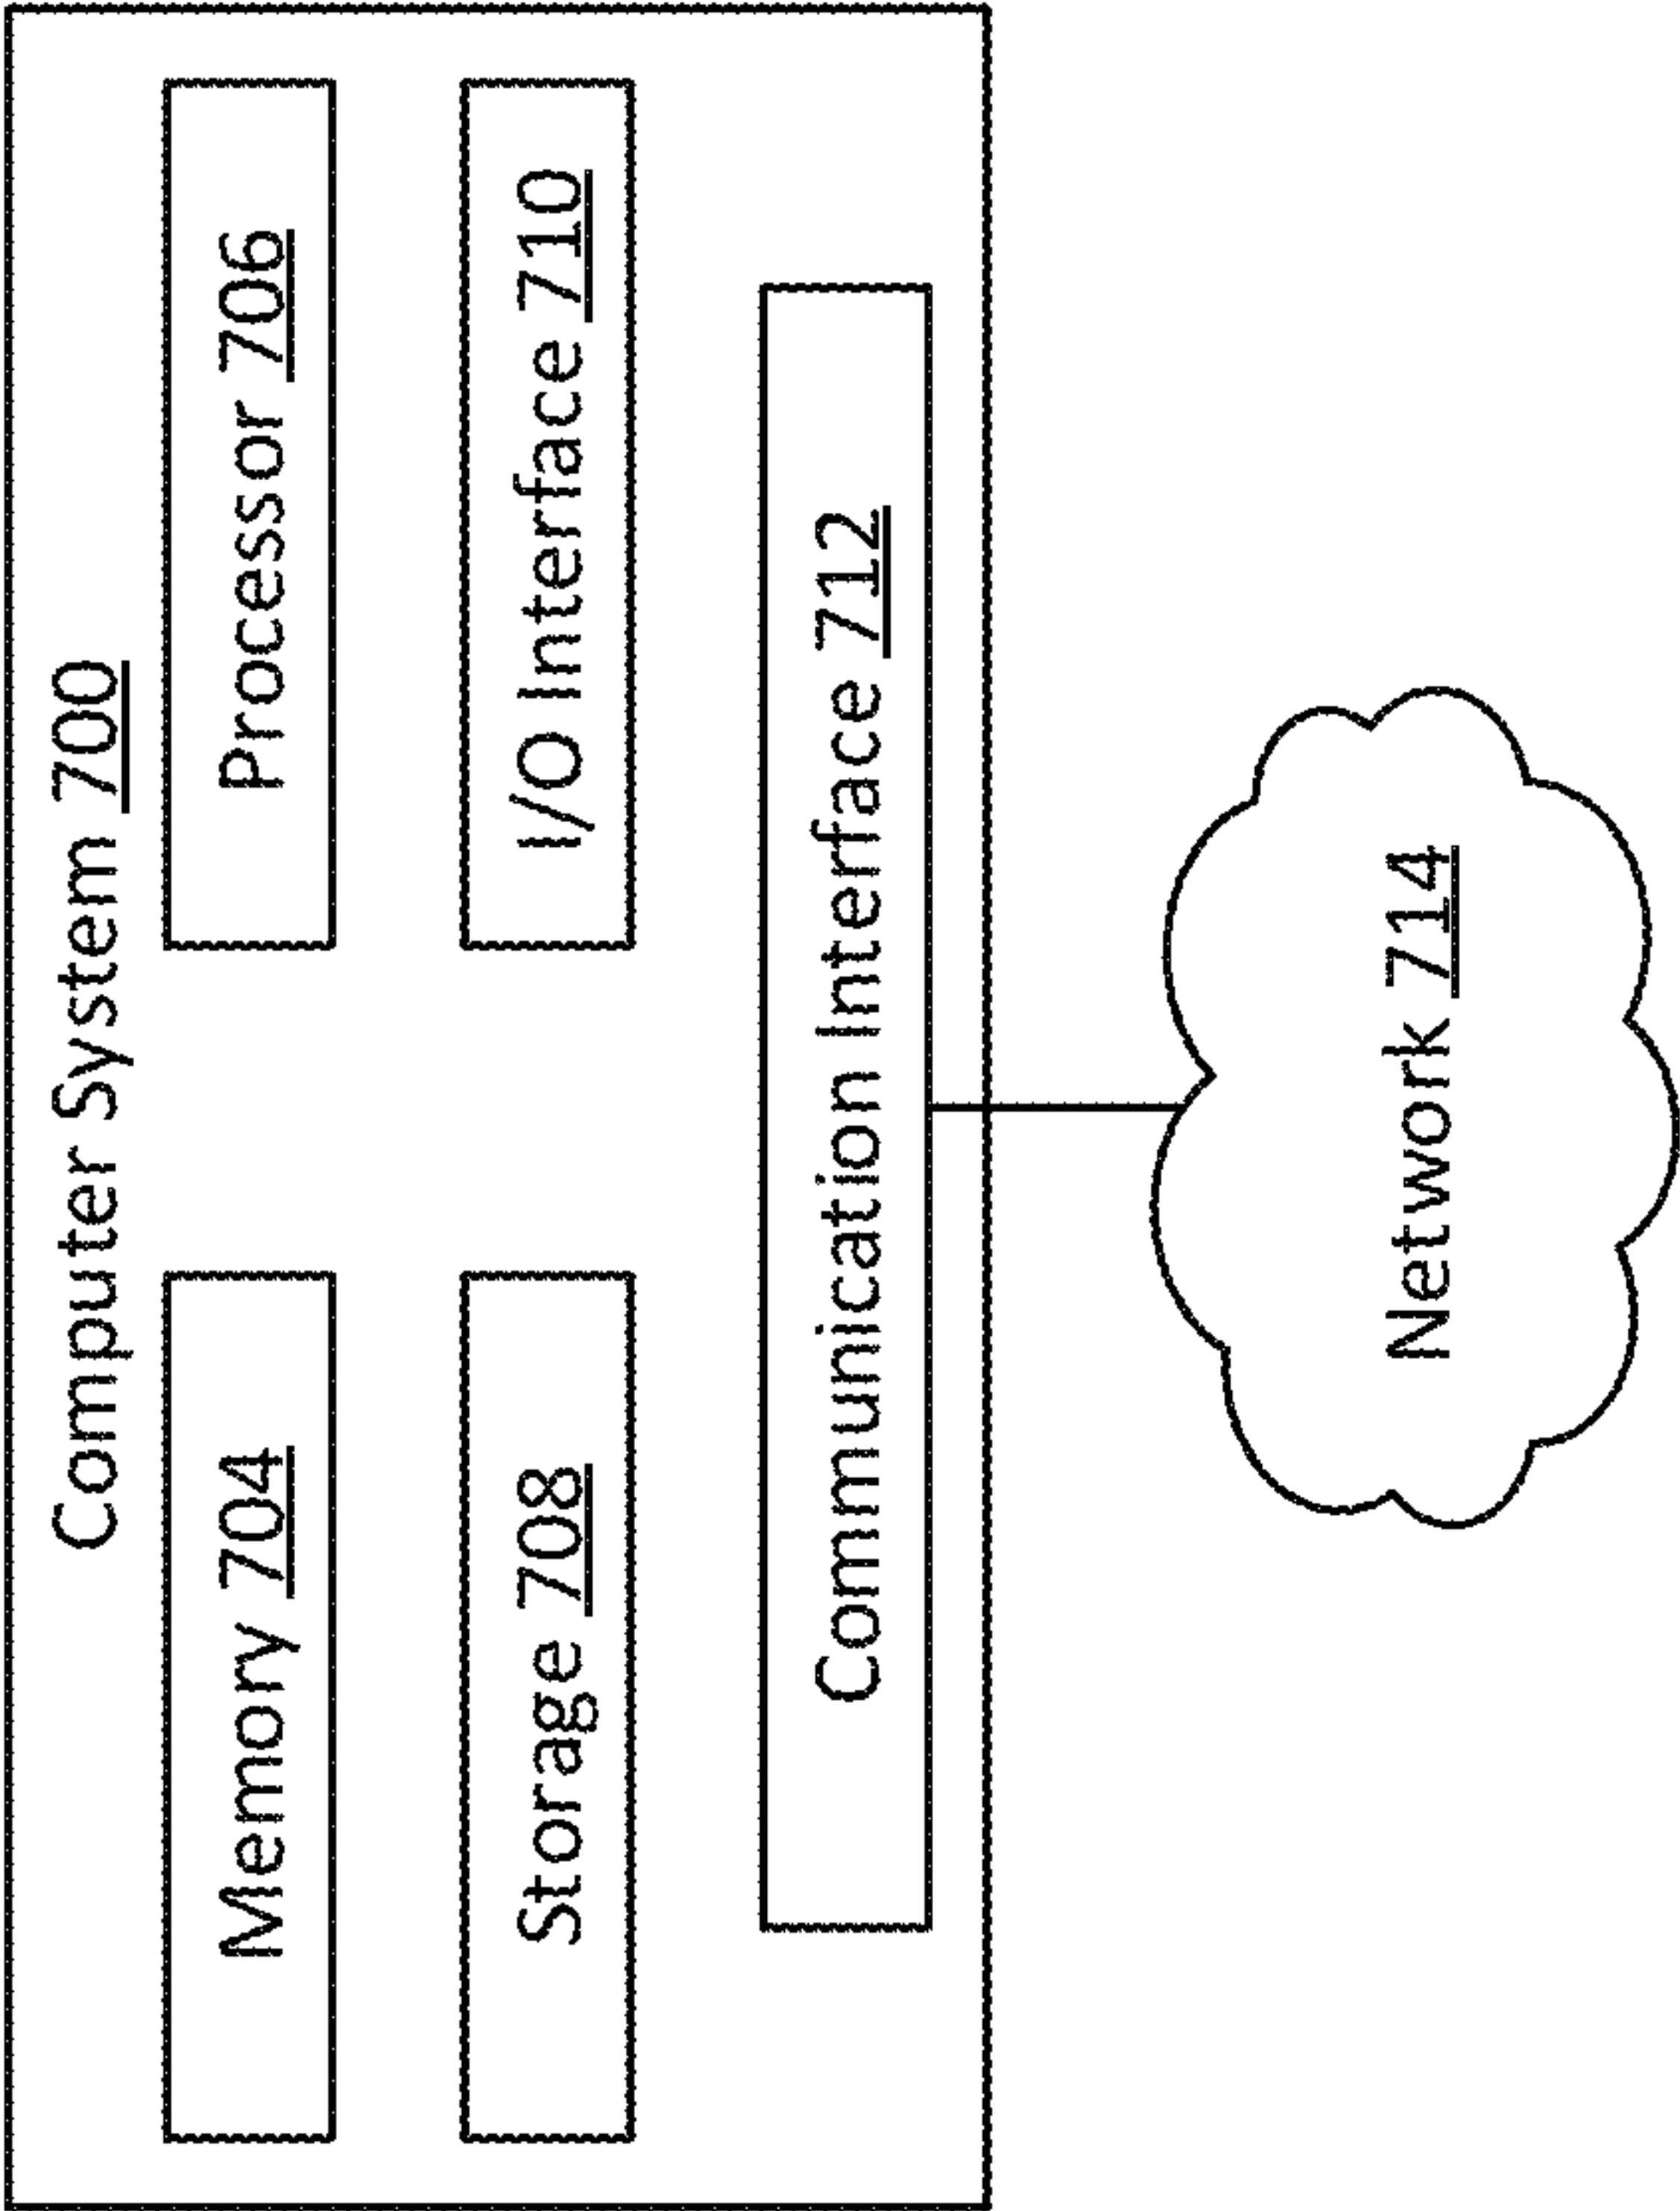 Computer System 700
Memory 704
Processor 706
Storage 708
I/O Interface 710
Communication Interface 712
Network 714